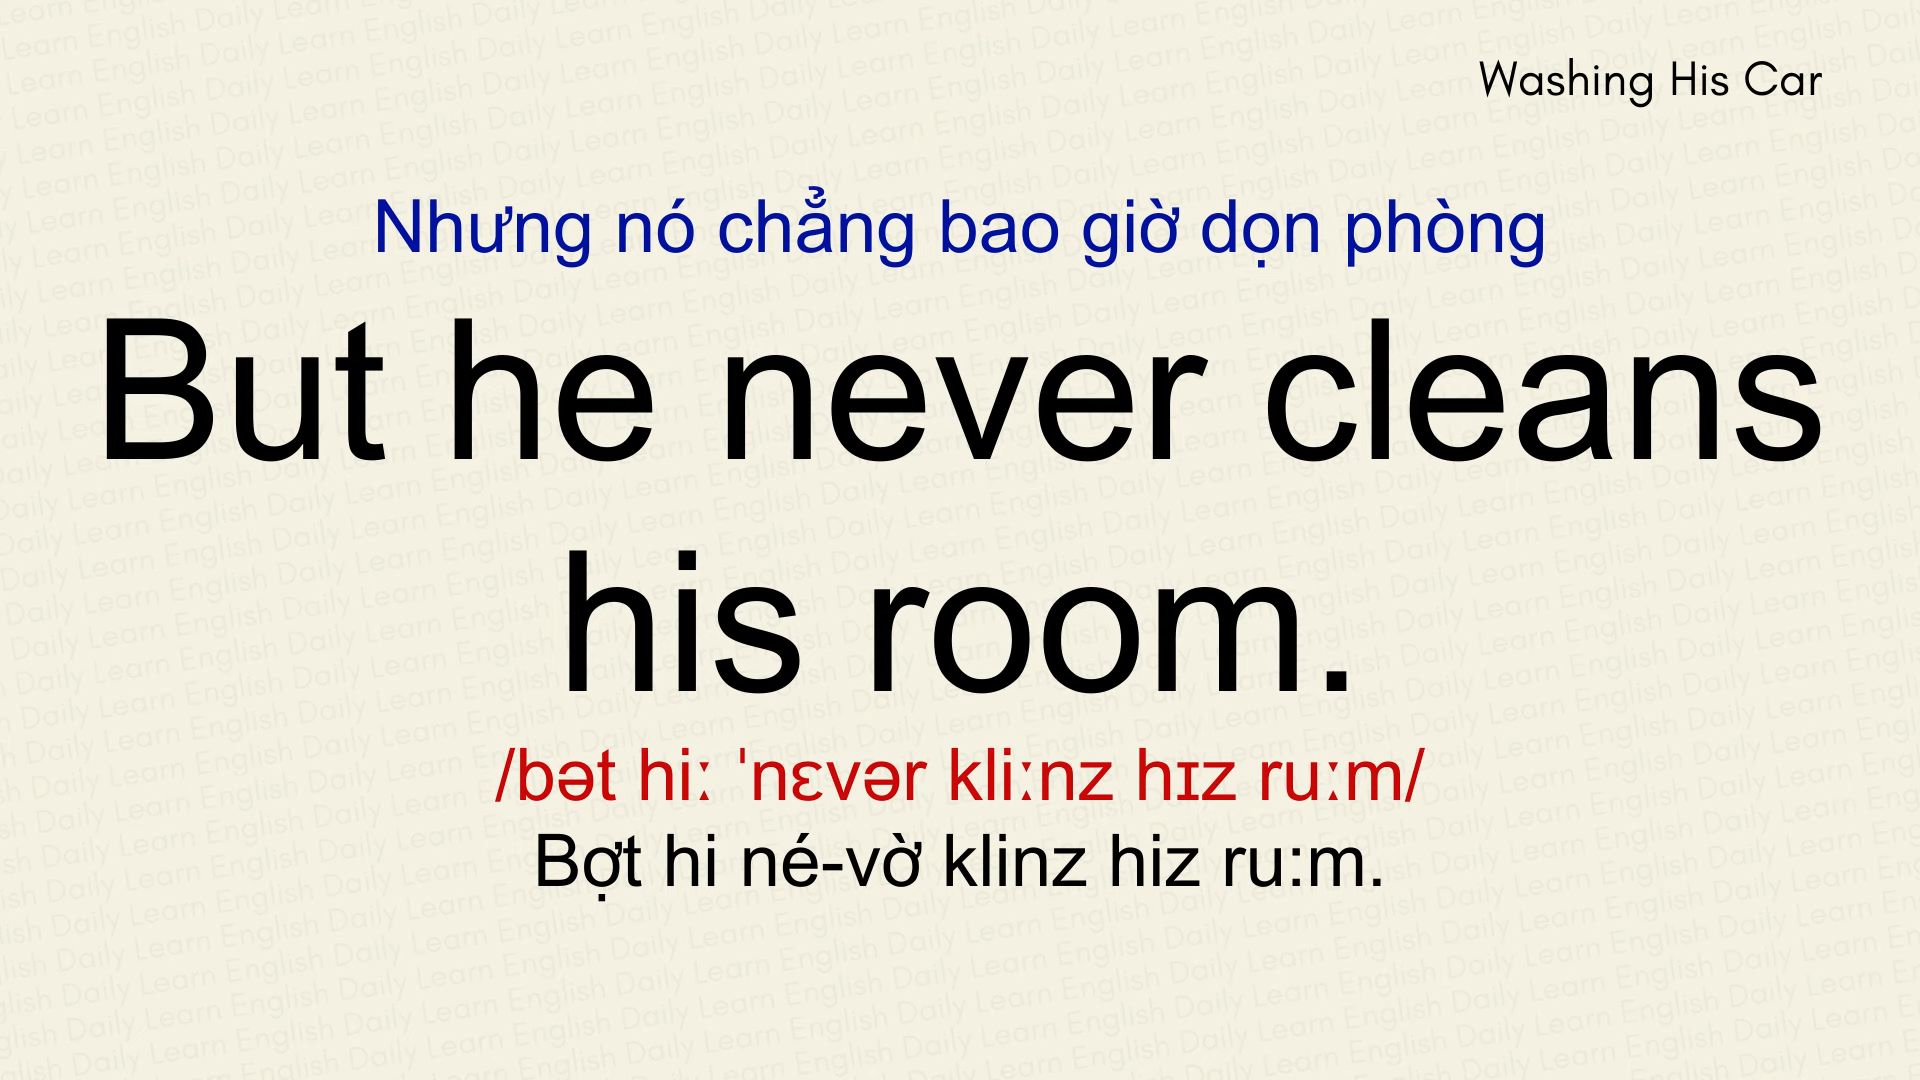 Washing His Car
Nhưng nó chẳng bao giờ dọn phòng
But he never cleans
his room.
/bət hiː ˈnɛvər kliːnz hɪz ruːm/
Bợt hi né-vờ klinz hiz ru:m.